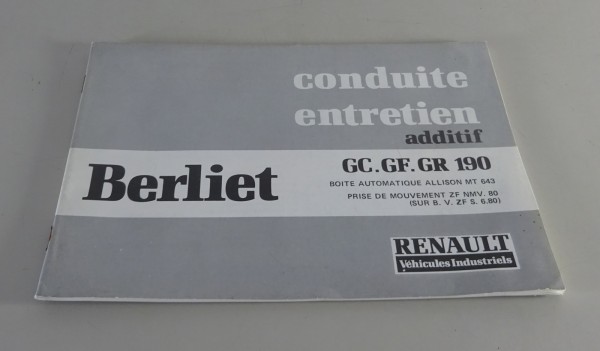 conduite
entretien
additif
Berliet
GC.GF.GR 190
BOITE AUTOMATIQUE ALLISON MT 643
PRISE DE MOUVEMENT ZF NMV. 80
(SUR B. V. ZF S. 6.80)
RENAULT
Véhicules Industriels